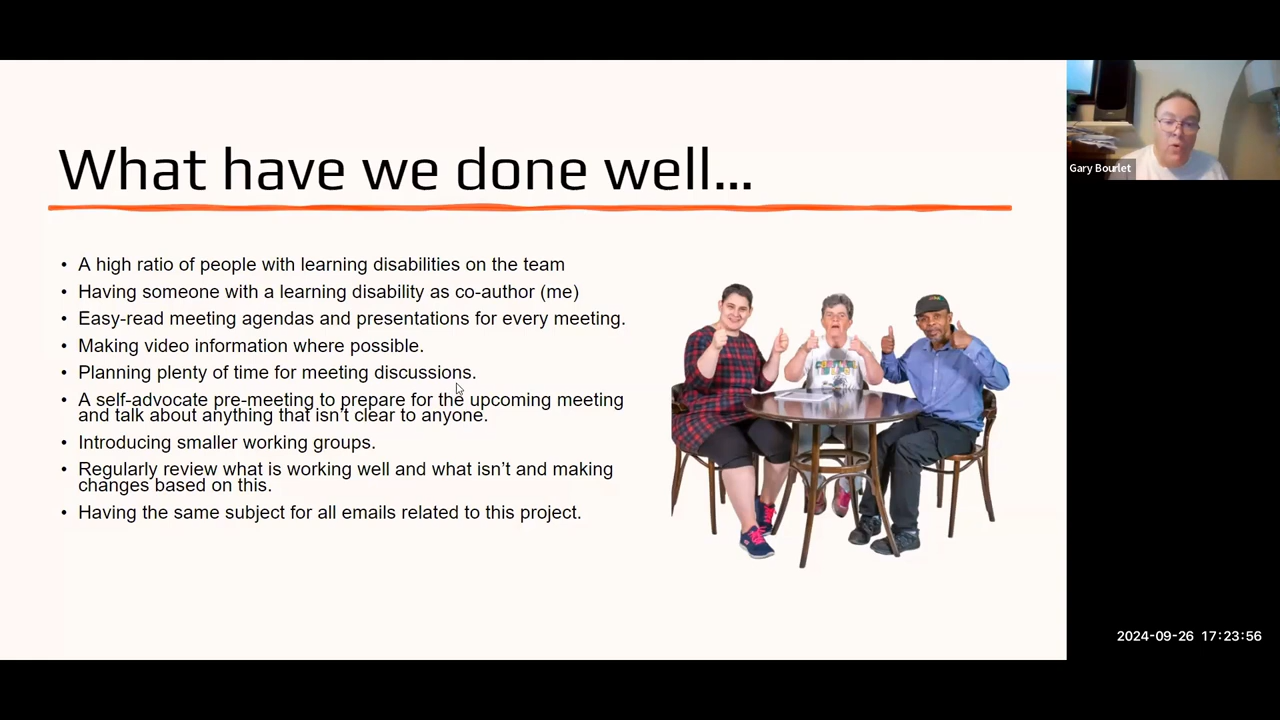 What have we done well...
• A high ratio of people with learning disabilities on the team
• Having someone with a learning disability as co-author (me)
• Easy-read meeting agendas and presentations for every meeting.
• Making video information where possible.
• Planning plenty of time for meeting discussions.
• A self-advocate pre-meeting to prepare for the upcoming meeting
and talk about anything that isn’t clear to anyone.
• Introducing smaller working groups.
• Regularly review what is working well and what isn’t and making
changes based on this.
• Having the same subject for all emails related to this project.
Gary Bourlet
2024-09-26 17:23:56